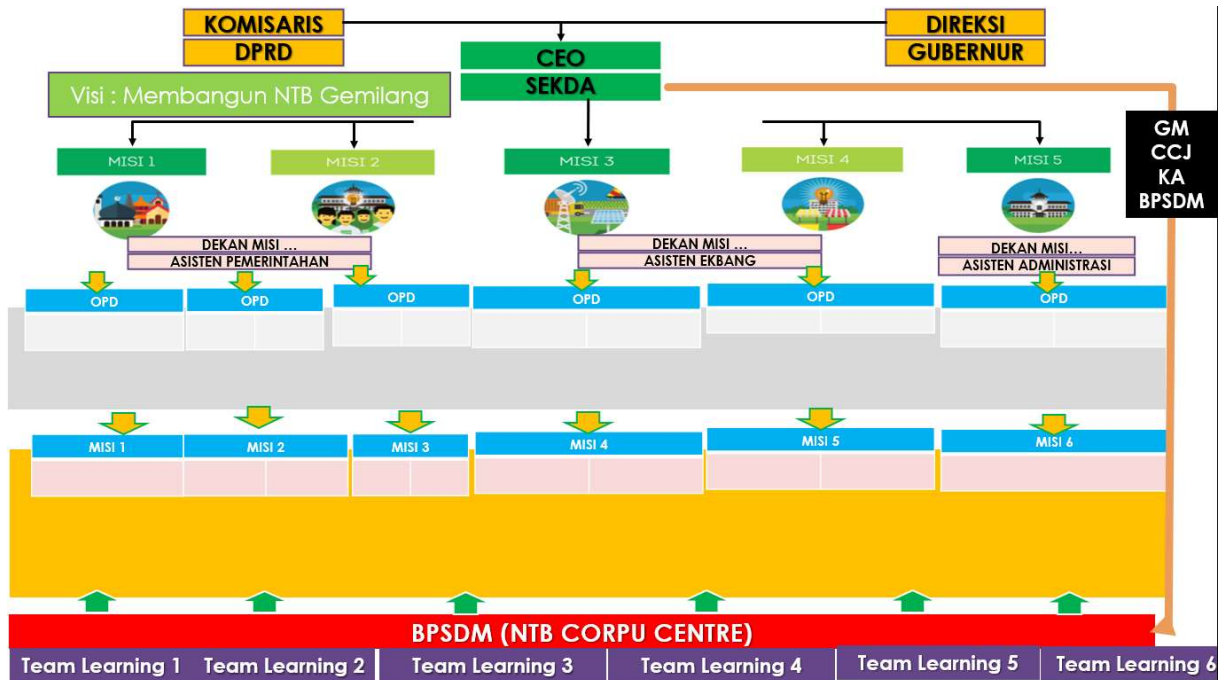 KOMISARIS
DPRD
DIREKSI
GUBERNUR
CEO
SEKDA
Visi : Membangun NTB Gemilang
GM
CCJ
KA
BPSDM
MISI 1
MISI 2
MISI 3
MISI 4
MISI 5
DEKAN MISI ...
ASISTEN PEMERINTAHAN
DEKAN MISI ...
ASISTEN EKBANG
DEKAN MISI...
ASISTEN ADMINISTRASI
OPD
OPD
OPD
OPD
OPD
OPD
MISI 1
MISI 2
MISI 3
MISI 4
MISI 5
MISI 6
BPSDM (NTB CORPU CENTRE)
Team Learning 1
Team Learning 2
Team Learning 3
Team Learning 4
Team Learning 5
Team Learning 6